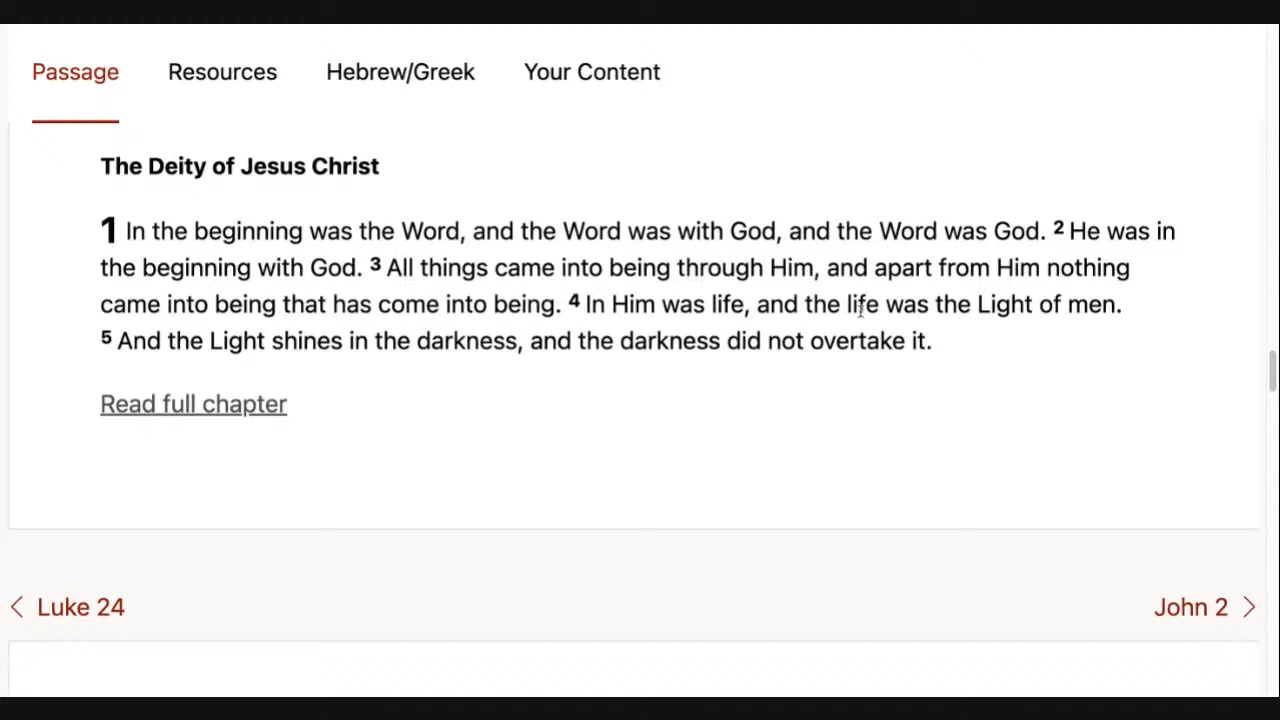 Passage Resources Hebrew/Greek Your Content
The Deity of Jesus Christ
1 In the beginning was the Word, and the Word was with God, and the Word was God. 2 He was in
the beginning with God. 3 All things came into being through Him, and apart from Him nothing
came into being that has come into being. 4 In Him was life, and the life was the Light of men.
5 And the Light shines in the darkness, and the darkness did not overtake it.
Read full chapter
< Luke 24 John 2 >